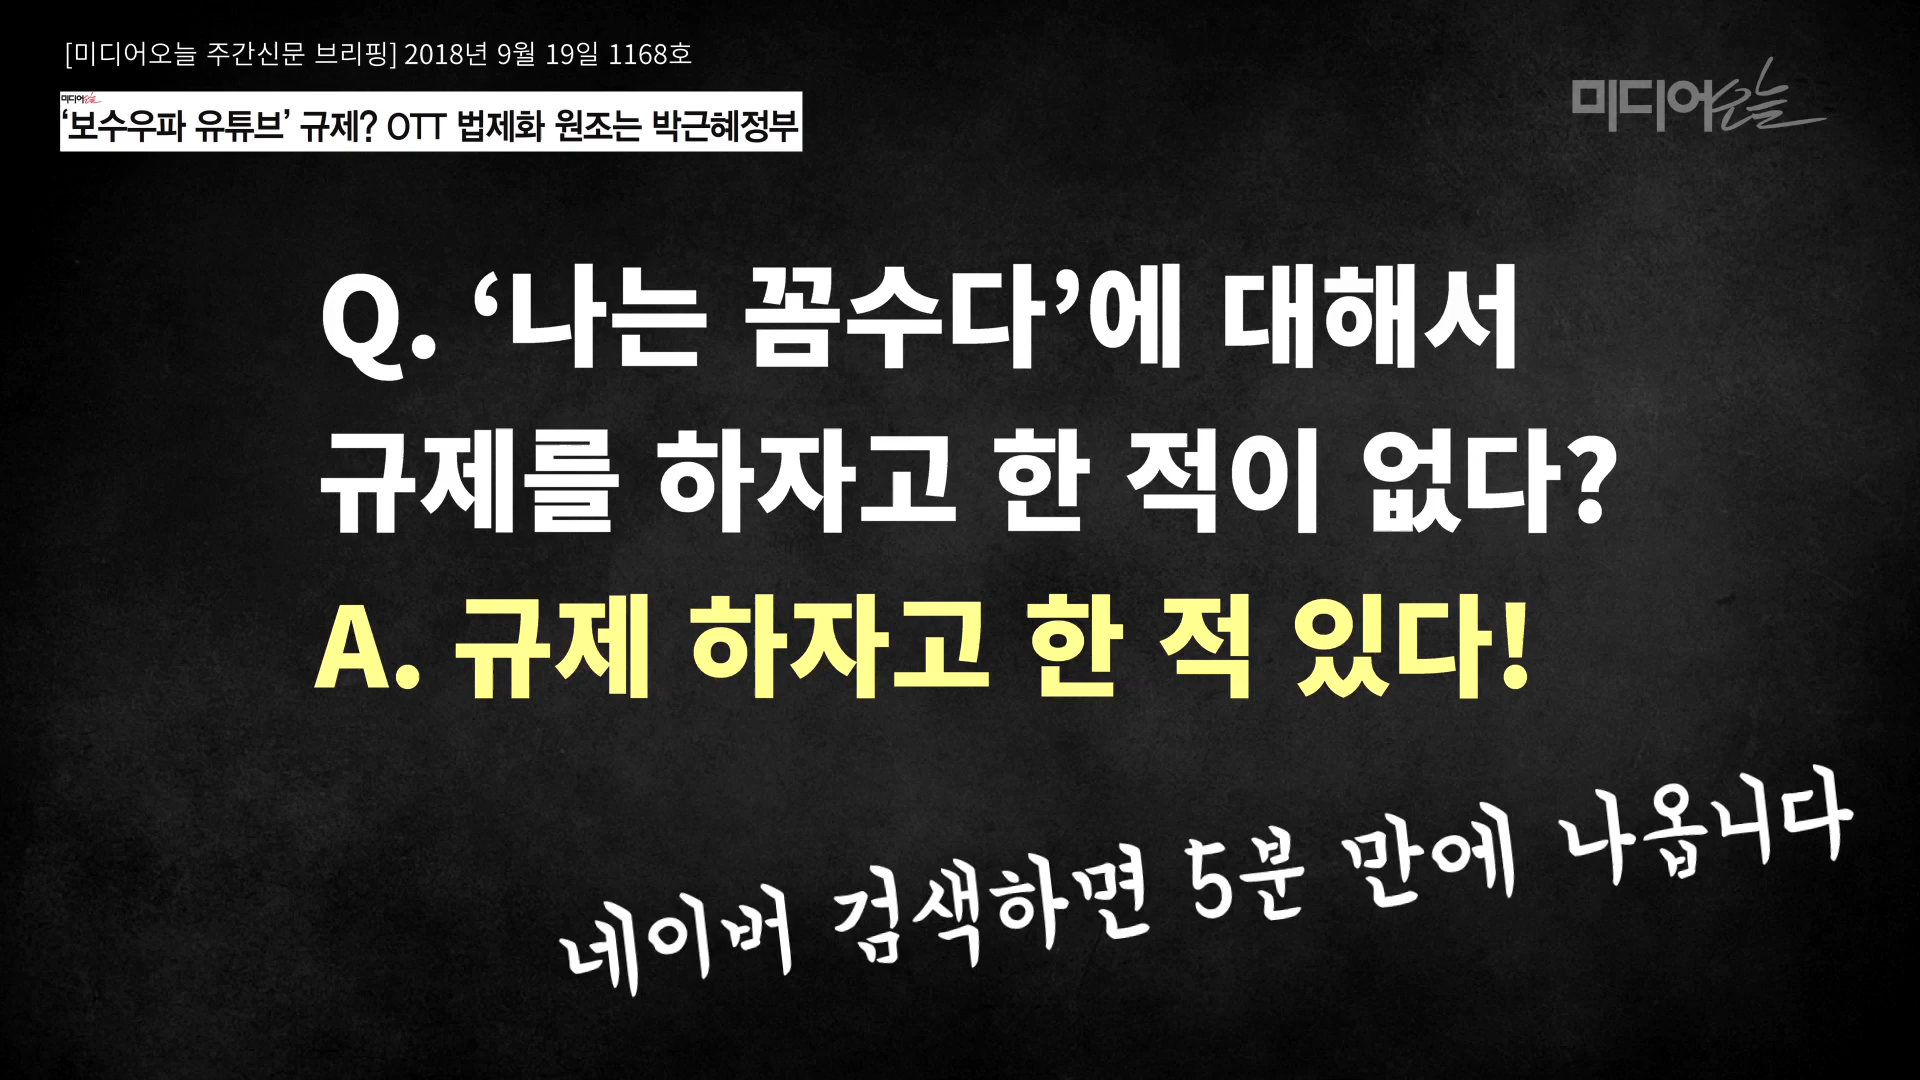 [미디어오늘 주간신문 브리핑] 2018년 9월 19일 1168호
미디어오늘
미디어오늘
‘보수우파 유튜브’ 규제? OTT 법제화 원조는 박근혜정부
Q. ‘나는 꼼수다’에 대해서
규제를 하자고 한 적이 없다?
A. 규제 하자고 한 적 있다!
네이버 검색하면 5분 만에 나옵니다